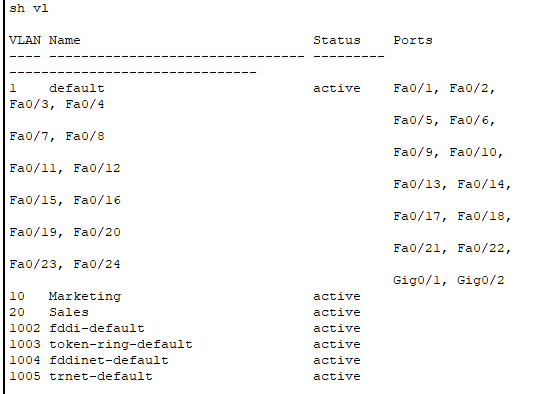 sh vl
VLAN Name Status Ports
---- -------------------------------- ---------
-------------------------------
1 default active Fa0/1, Fa0/2,
Fa0/3, Fa0/4
Fa0/5, Fa0/6,
Fa0/7, Fa0/8
Fa0/9, Fa0/10,
Fa0/11, Fa0/12
Fa0/13, Fa0/14,
Fa0/15, Fa0/16
Fa0/17, Fa0/18,
Fa0/19, Fa0/20
Fa0/21, Fa0/22,
Fa0/23, Fa0/24
Gig0/1, Gig0/2
10 Marketing active
20 Sales active
1002 fddi-default active
1003 token-ring-default active
1004 fddinet-default active
1005 trnet-default active